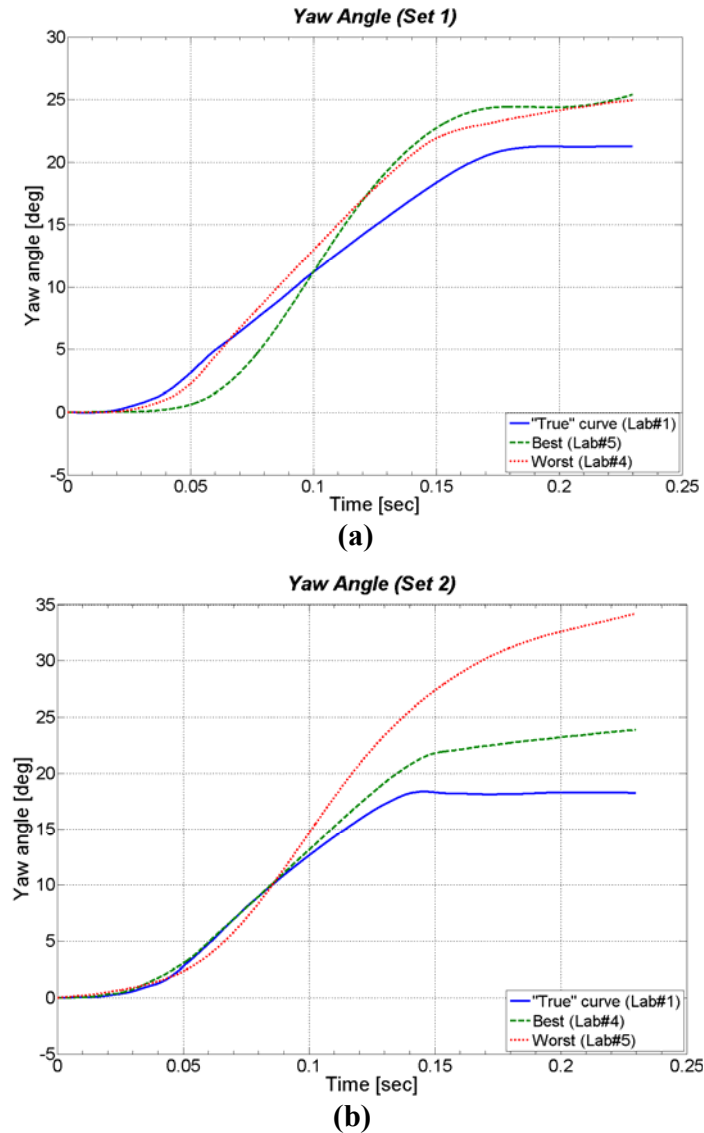 Yaw Angle (Set 1)
30
25
20
15
10
5
0
-5
Yaw angle [deg]
"True" curve (Lab#1)
Best (Lab#5)
Worst (Lab#4)
0 0.05 0.1 0.15 0.2 0.25
Time [sec]
(a)
Yaw Angle (Set 2)
35
30
25
20
15
10
5
0
-5
Yaw angle [deg]
"True" curve (Lab#1)
Best (Lab#4)
Worst (Lab#5)
0 0.05 0.1 0.15 0.2 0.25
Time [sec]
(b)